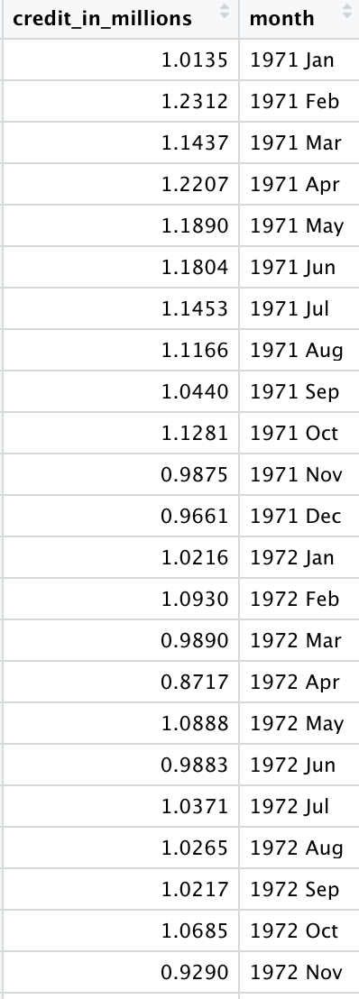 credit_in_millions month
1.0135 1971 Jan
1.2312 1971 Feb
1.1437 1971 Mar
1.2207 1971 Apr
1.1890 1971 May
1.1804 1971 Jun
1.1453 1971 Jul
1.1166 1971 Aug
1.0440 1971 Sep
1.1281 1971 Oct
0.9875 1971 Nov
0.9661 1971 Dec
1.0216 1972 Jan
1.0930 1972 Feb
0.9890 1972 Mar
0.8717 1972 Apr
1.0888 1972 May
0.9883 1972 Jun
1.0371 1972 Jul
1.0265 1972 Aug
1.0217 1972 Sep
1.0685 1972 Oct
0.9290 1972 Nov